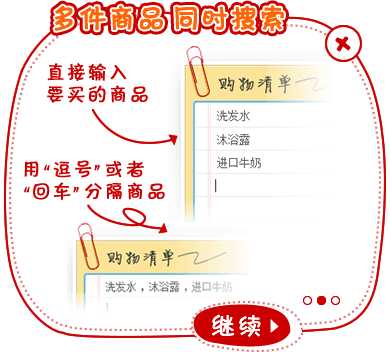 多件商品 同时搜索
直接输入
要买的商品
购物清单
洗发水
沐浴露
进口牛奶
用“逗号”或者
“回车”分隔商品
购物清单
洗发水，沐浴露，进口牛奶
继续